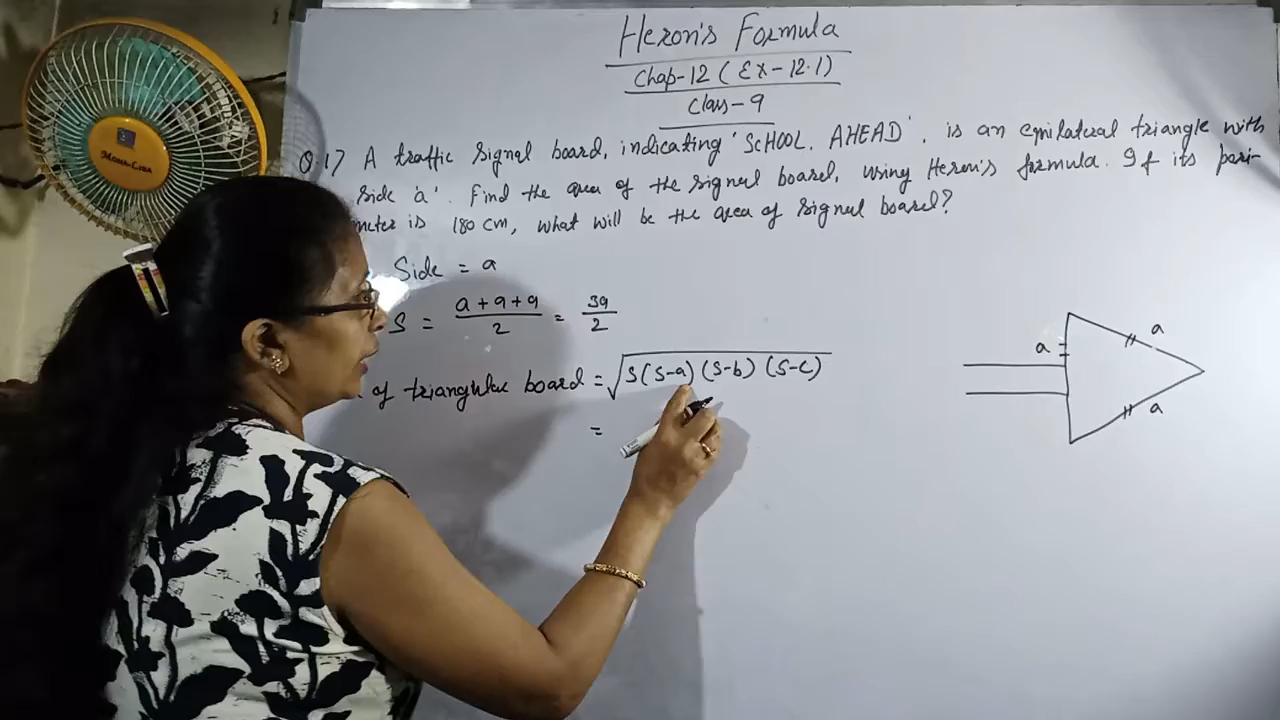 Heron's Formula
Chap-12 ( Ex-12.1)
Class-9
Q.1) A traffic signal board, indicating 'SCHOOL AHEAD', is an equilateral triangle with
side 'a'. Find the area of the signal board, using Heron's formula. If its peri-
meter is 180 cm, what will be the area of signal board?
Side = a
S = a+a+a/2 = 3a/2
of triangular board = √S(S-a)(S-b)(S-c)
=
a
a
a
MONA-LISA